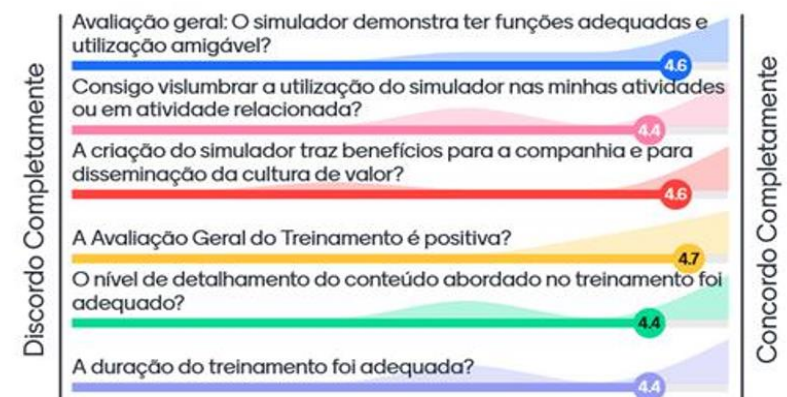 Discordo Completamente
Avaliação geral: O simulador demonstra ter funções adequadas e
utilização amigável?
4.6
Consigo vislumbrar a utilização do simulador nas minhas atividades
ou em atividade relacionada?
4.4
A criação do simulador traz benefícios para a companhia e para
disseminação da cultura de valor?
4.6
A Avaliação Geral do Treinamento é positiva?
4.7
O nível de detalhamento do conteúdo abordado no treinamento foi
adequado?
4.4
A duração do treinamento foi adequada?
4.4
Concordo Completamente